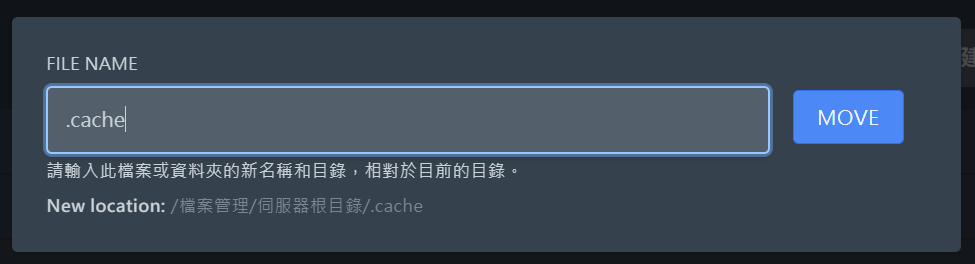 FILE NAME
.cache
MOVE
請輸入此檔案或資料夾的新名稱和目錄，相對於目前的目錄。
New location: /檔案管理/伺服器根目錄/.cache